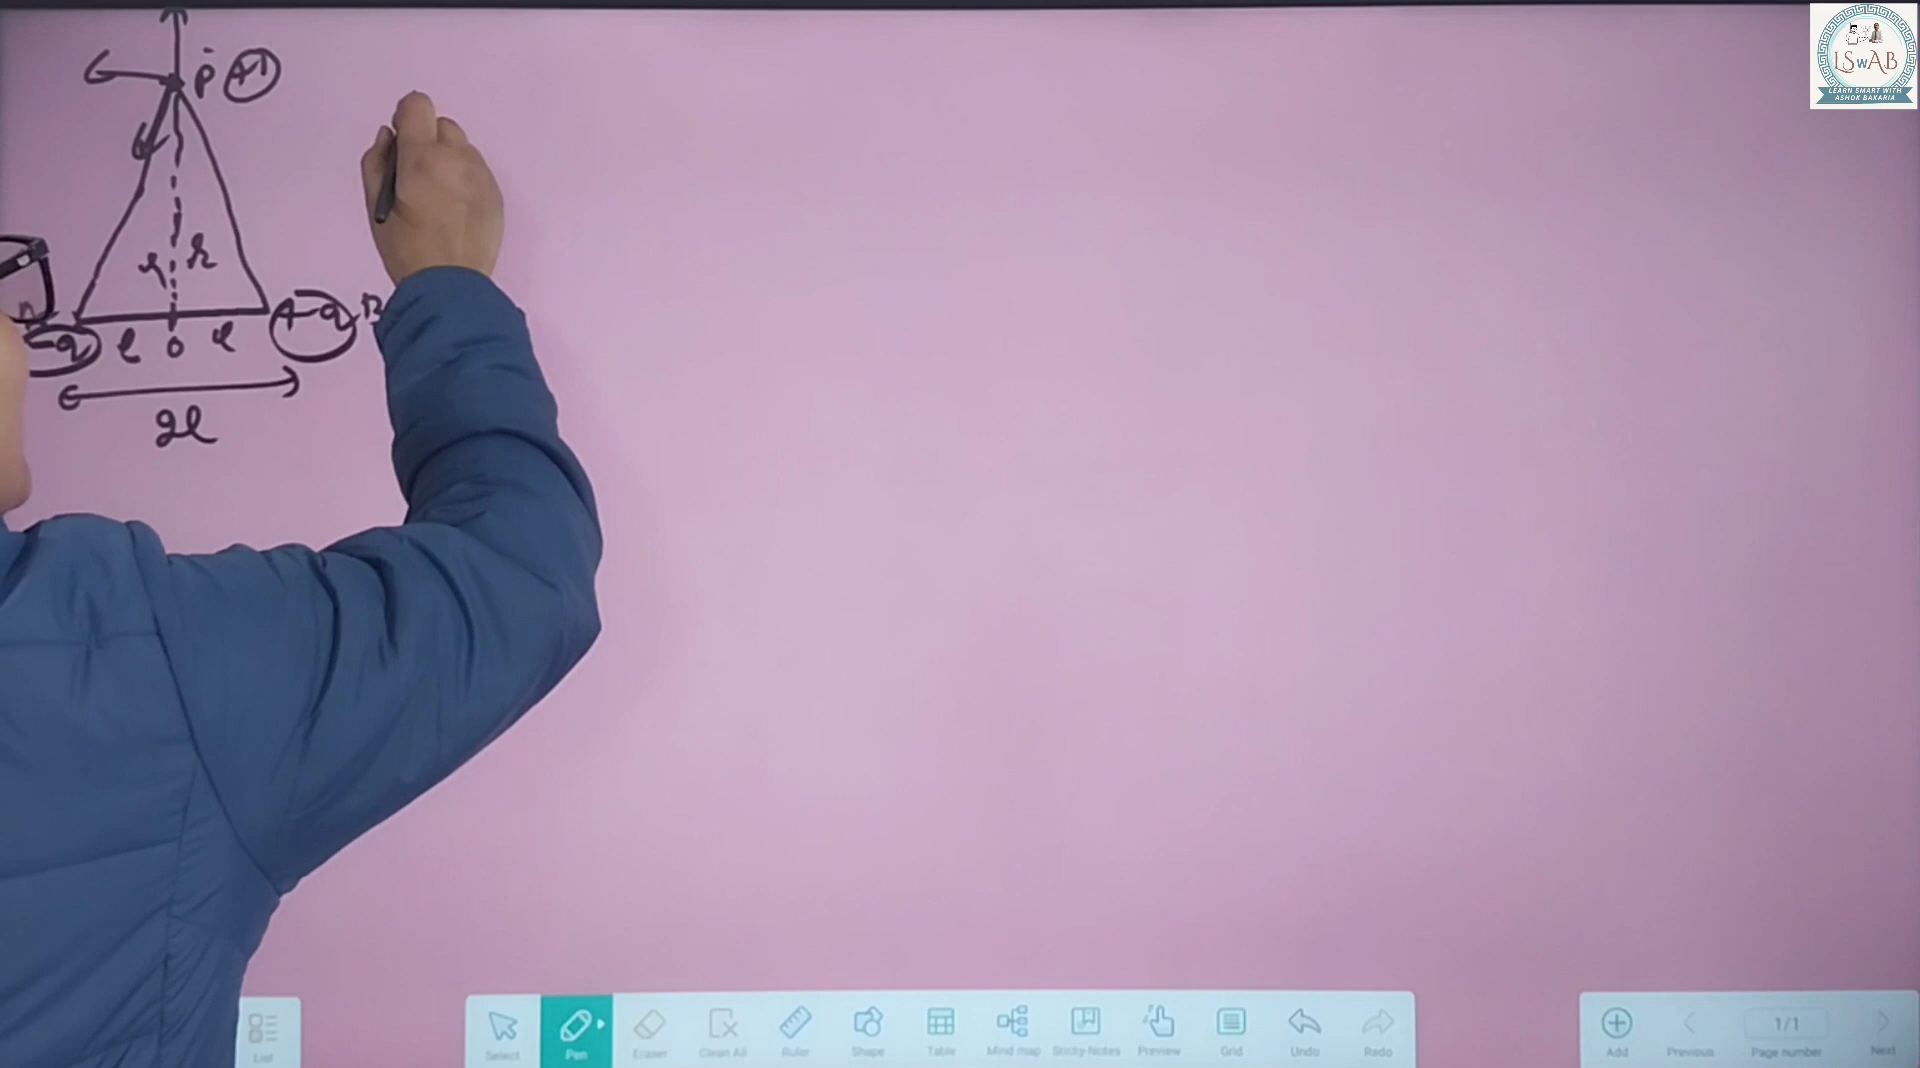 P +1
r
-q l o l +q B
2l
LSwAB
LEARN SMART WITH
ASHOK BAKARIA
List
Select Pen Eraser Clean All Ruler Shape Table Mind map Sticky-Notes Preview Grid Undo Redo
Add Previous 1/1 Page number Next